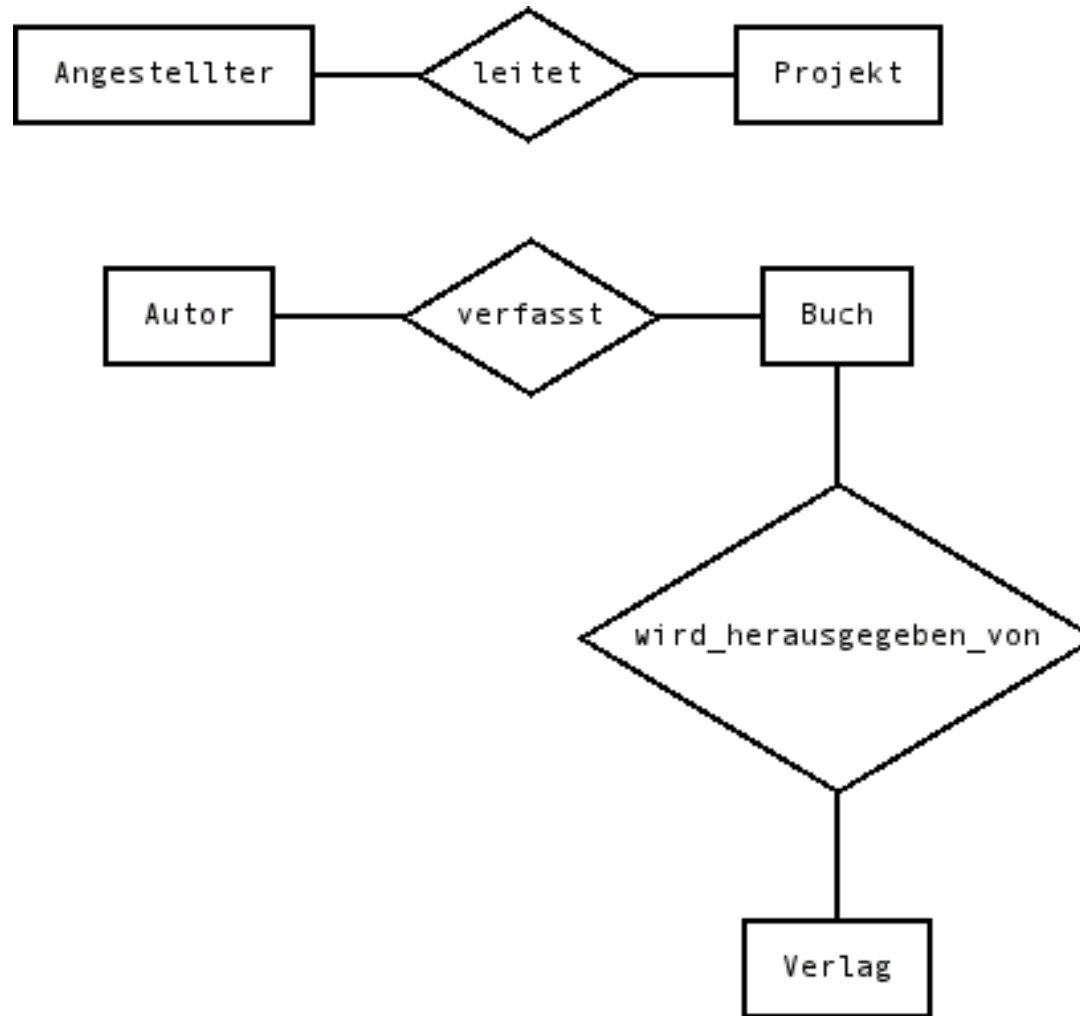 Angestellter leitet Projekt
Autor verfasst Buch
wird_herausgegeben_von
Verlag